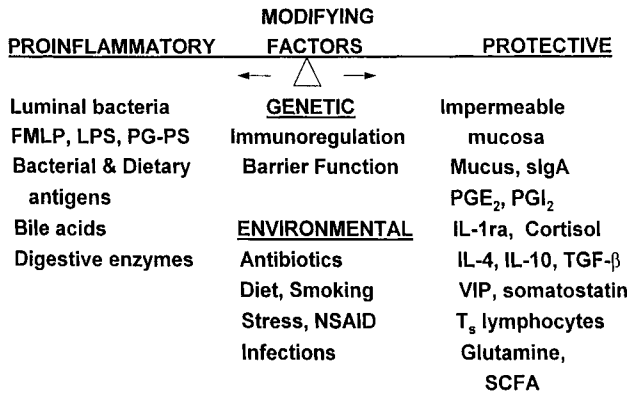 MODIFYING
PROINFLAMMATORY FACTORS PROTECTIVE
Luminal bacteria
FMLP, LPS, PG-PS
Bacterial & Dietary
antigens
Bile acids
Digestive enzymes
GENETIC
Immunoregulation
Barrier Function
ENVIRONMENTAL
Antibiotics
Diet, Smoking
Stress, NSAID
Infections
Impermeable
mucosa
Mucus, sIgA
PGE₂, PGI₂
IL-1ra, Cortisol
IL-4, IL-10, TGF-β
VIP, somatostatin
Tₛ lymphocytes
Glutamine,
SCFA